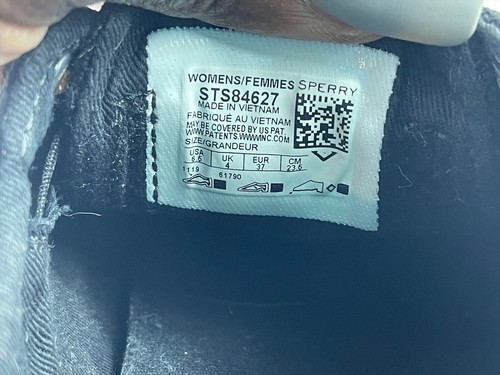 WOMENS/FEMMES SPERRY
STS84627
MADE IN VIETNAM
FABRIQUÉ AU VIETNAM
MAY BE COVERED BY US.PAT.
WWW.PATENTS.WWWINC.COM
SIZE/GRANDEUR
USA UK EUR CM
6.5 4 37 23.5
1119 61790